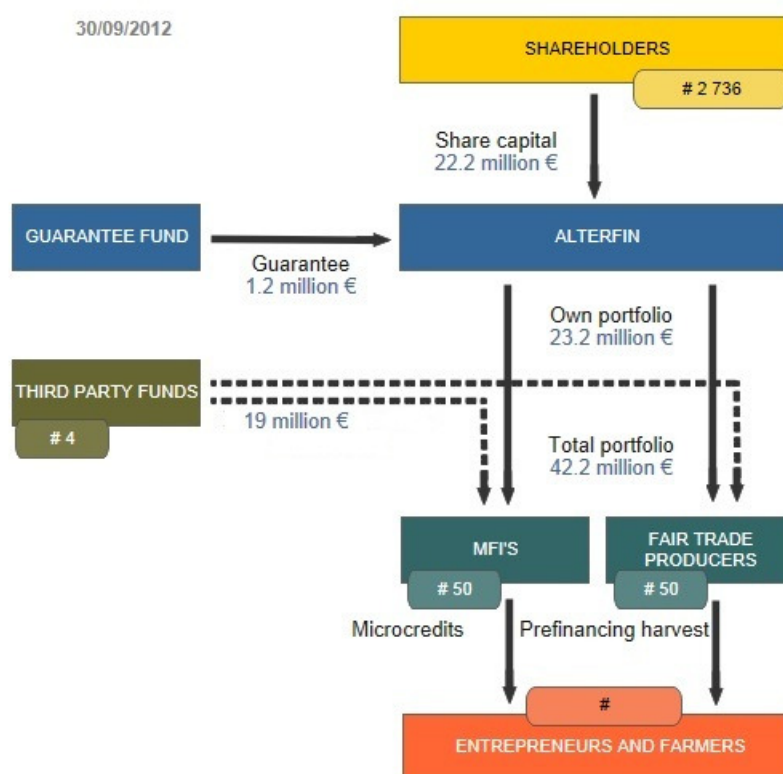 30/09/2012
SHAREHOLDERS
# 2 736
Share capital
22.2 million €
GUARANTEE FUND
ALTERFIN
Guarantee
1.2 million €
Own portfolio
23.2 million €
THIRD PARTY FUNDS
# 4
19 million €
Total portfolio
42.2 million €
MFI'S
# 50
FAIR TRADE
PRODUCERS
# 50
Microcredits
Prefinancing harvest
#
ENTREPRENEURS AND FARMERS